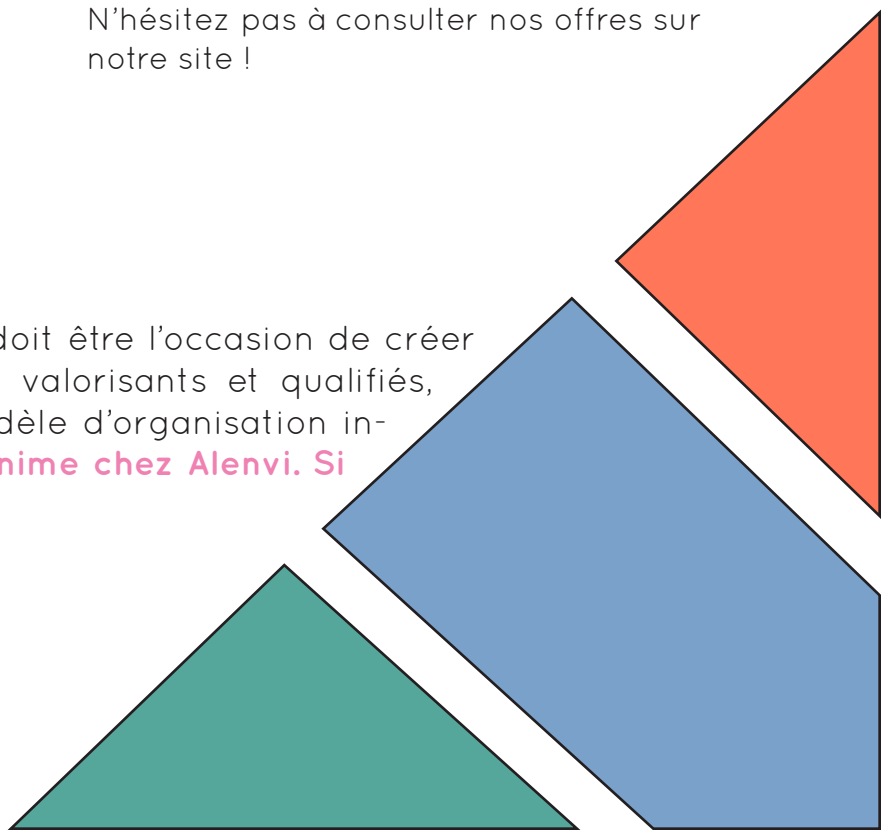 N'hésitez pas à consulter nos offres sur
notre site !
doit être l'occasion de créer
valorisants et qualifiés,
dèle d'organisation in-
nime chez Alenvi. Si